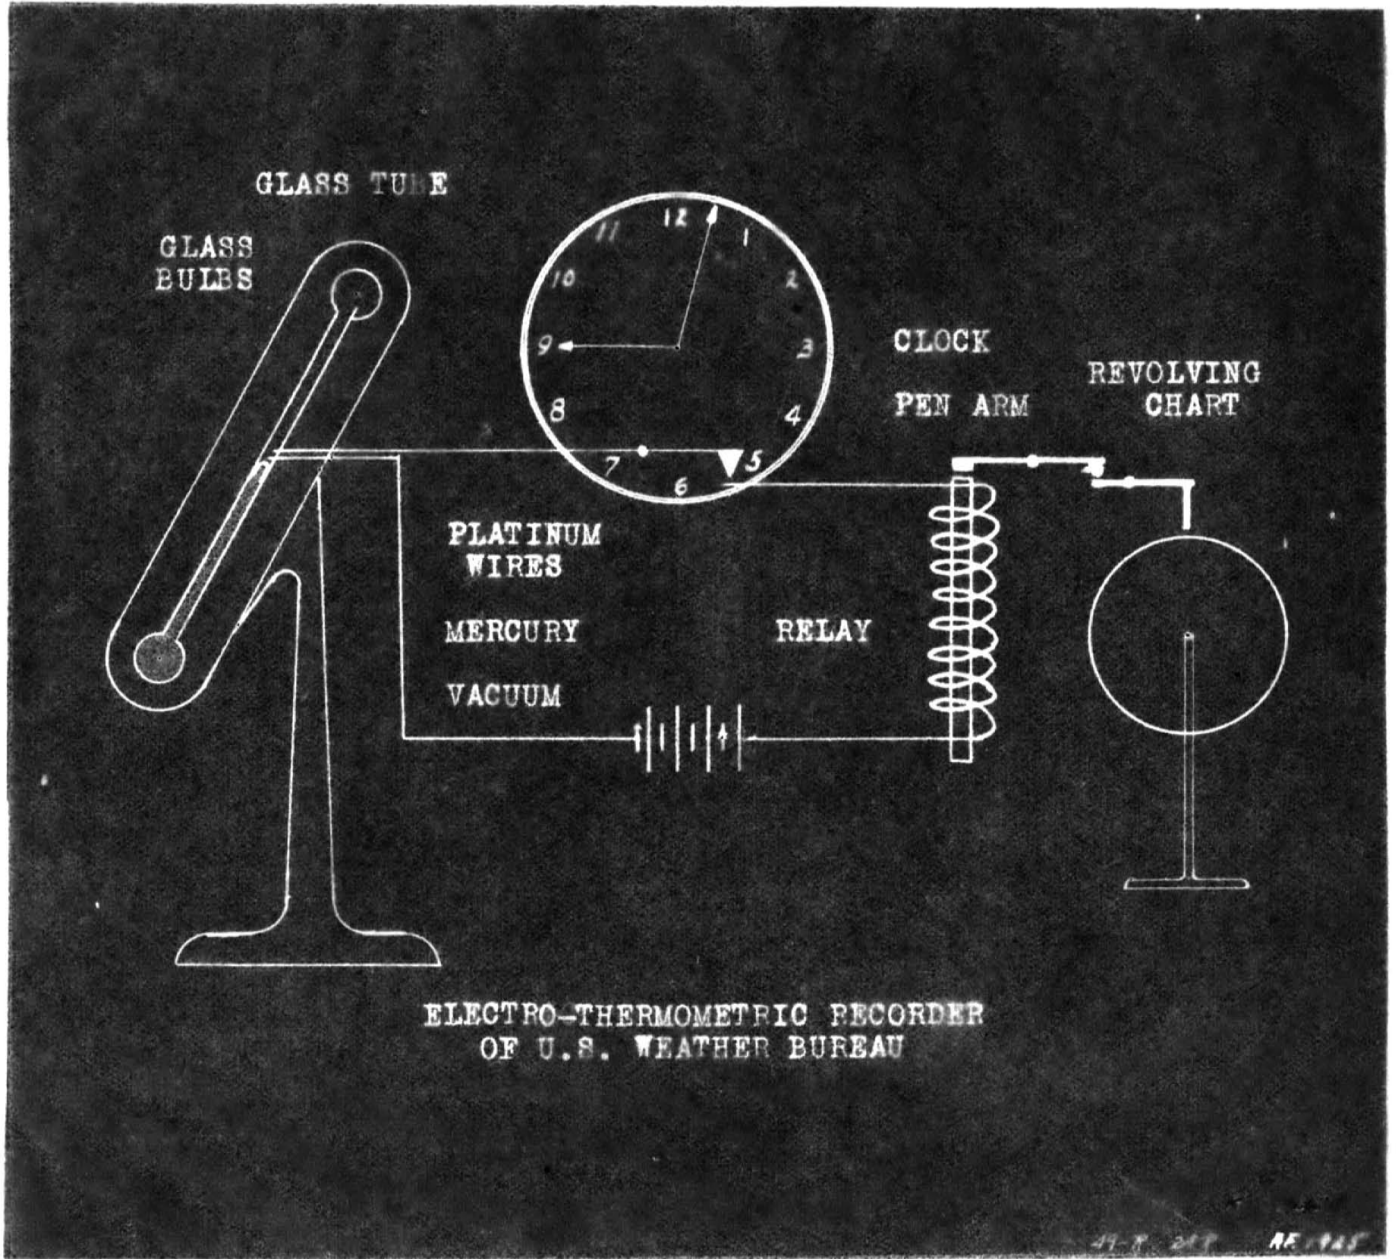 GLASS TUBE
GLASS
BULBS
12
11
1
10
2
9
3
8
4
7
5
6
CLOCK
PEN ARM
REVOLVING
CHART
PLATINUM
WIRES
MERCURY
RELAY
VACUUM
ELECTRO-THERMOMETRIC RECORDER
OF U.S. WEATHER BUREAU